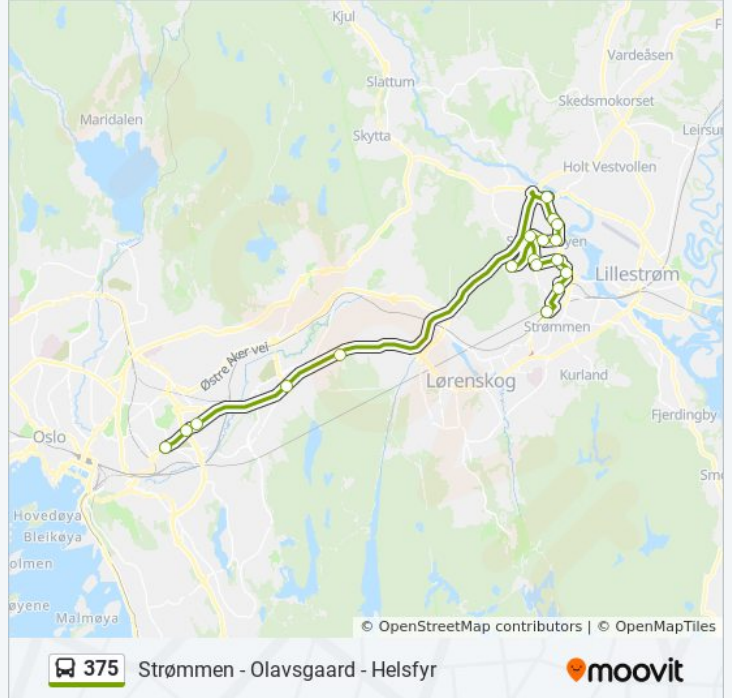 Kjul
Vardeåsen
Slattum
Skedsmokorset
Maridalen
Leirsun
Skytta
Holt Vestvollen
Lillestrøm
Strømmen
Østre Aker vei
Lørenskog
Kurland
Oslo
Fjerdingby
Hovedøya
Bleikøya
olmen
øyene
Malmøya
© OpenStreetMap contributors | © OpenMapTiles
375 Strømmen - Olavsgaard - Helsfyr
moovit